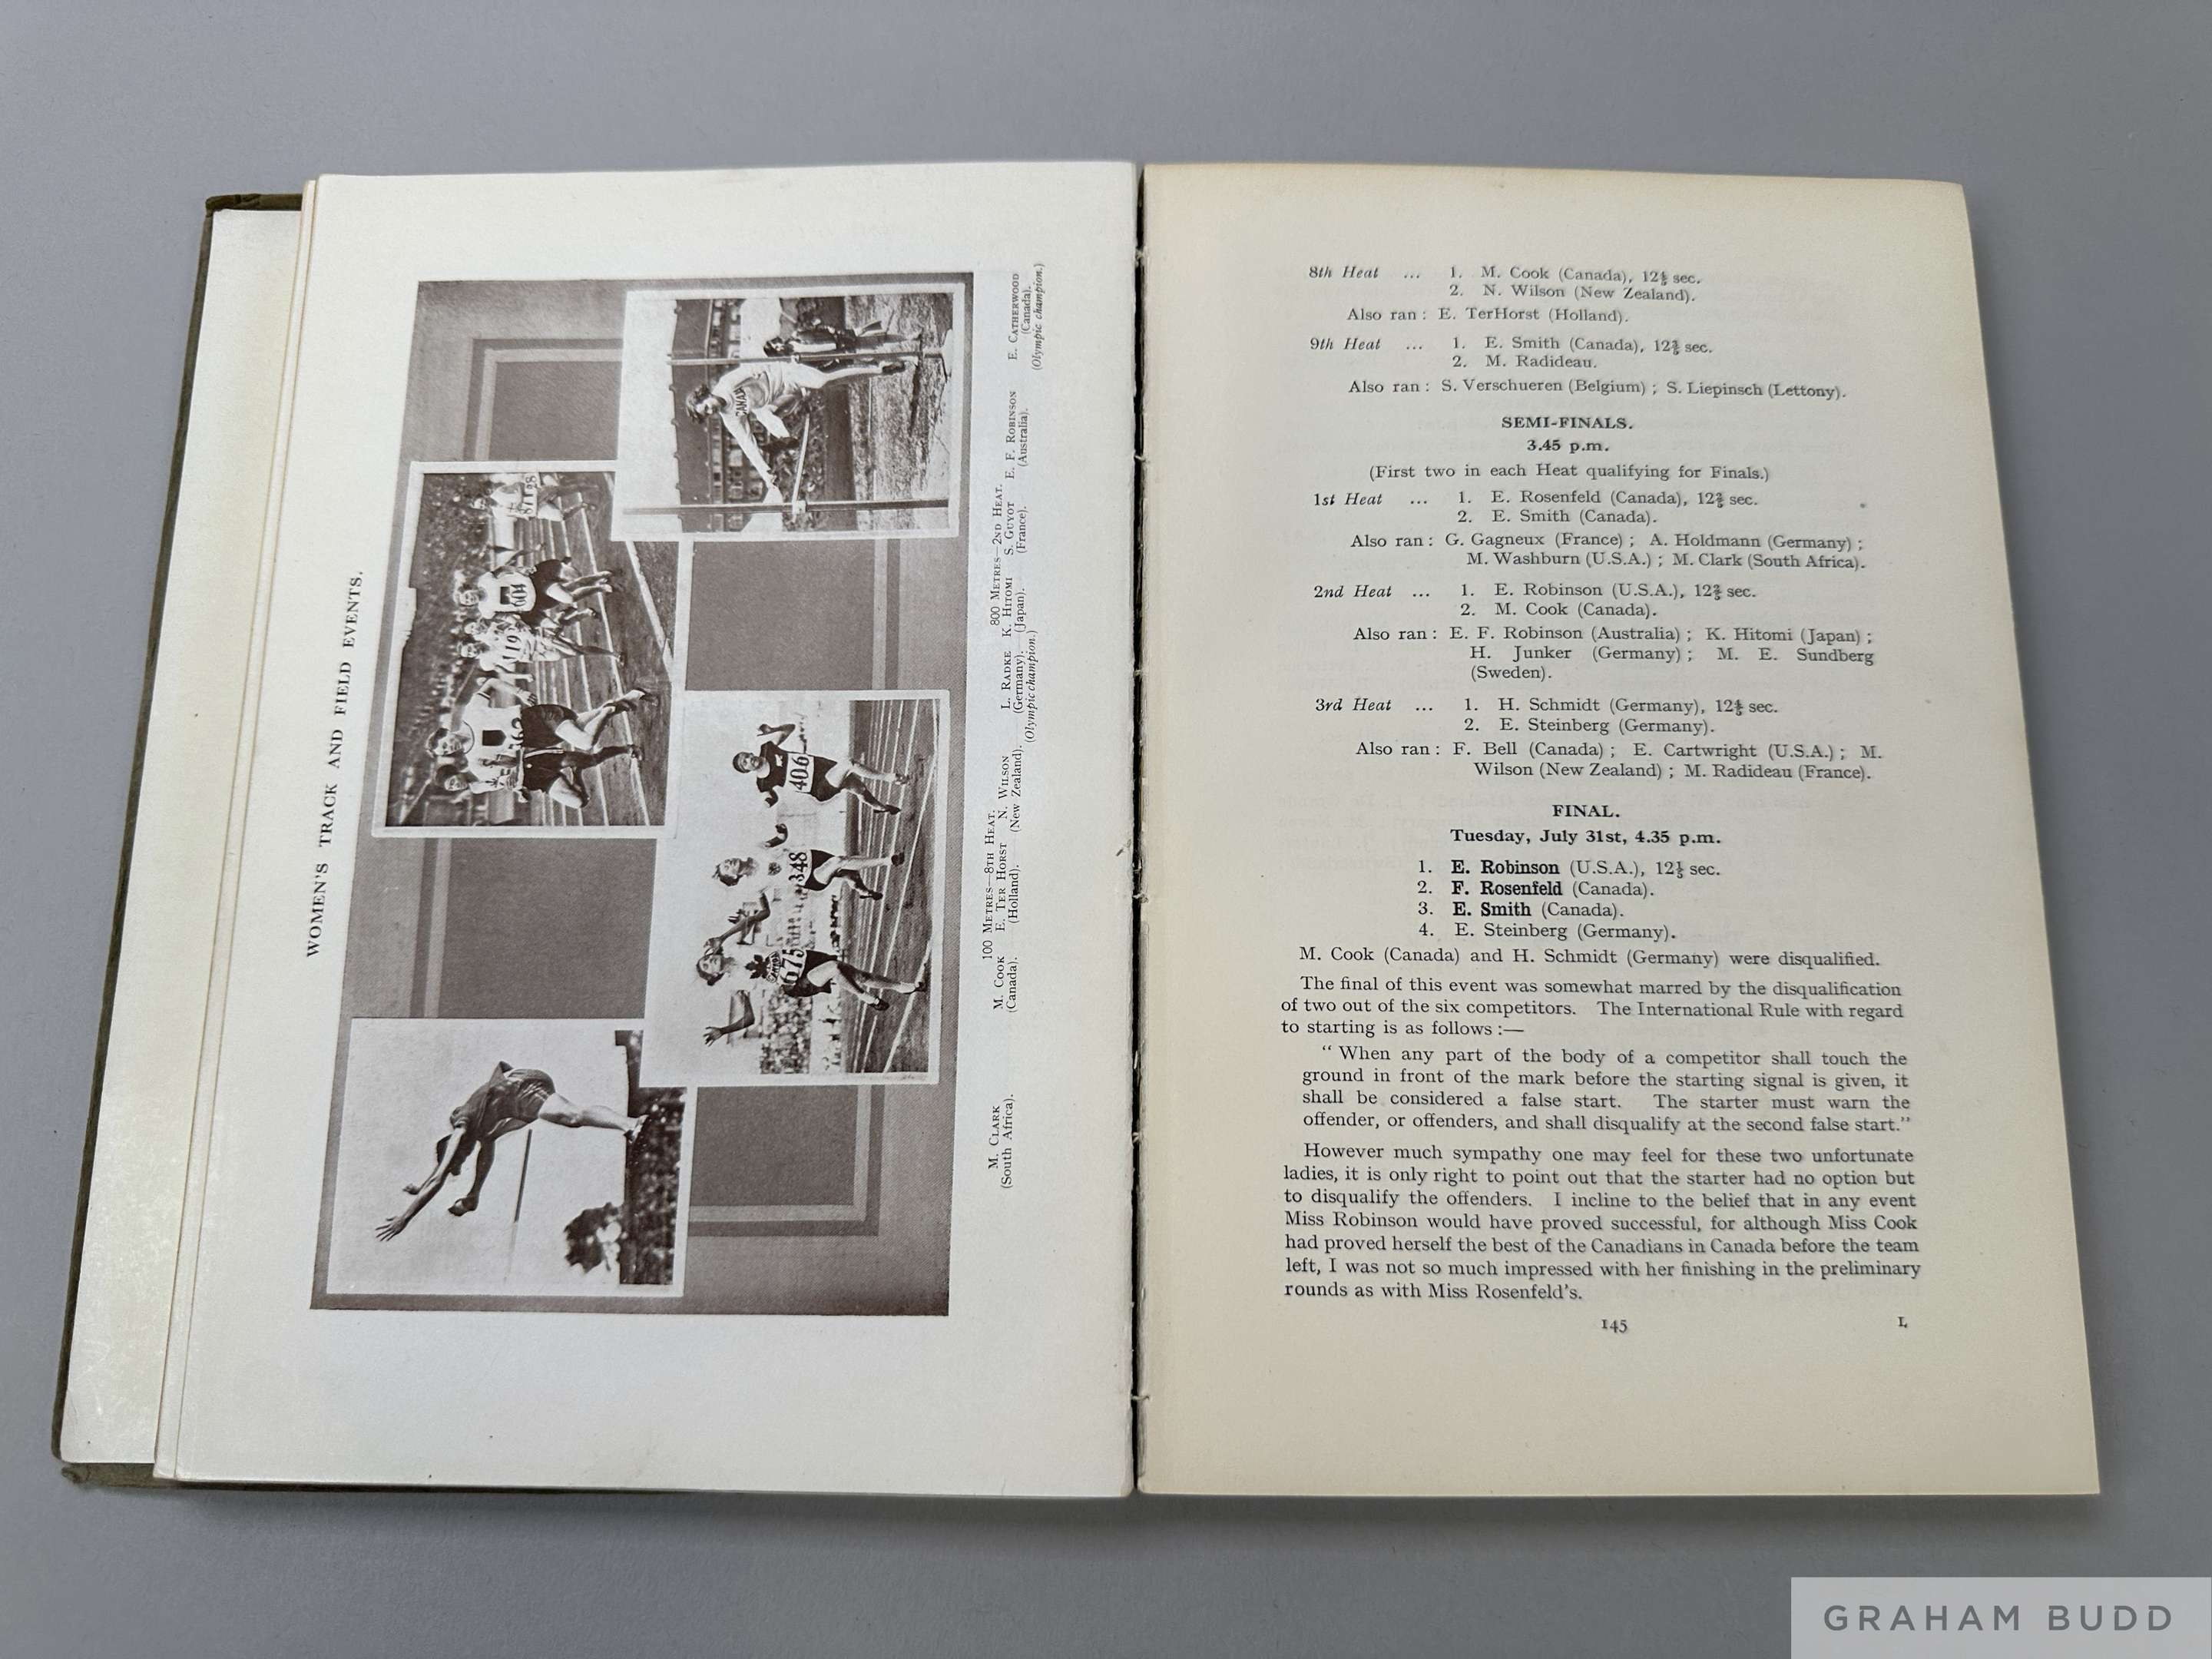 WOMEN'S TRACK AND FIELD EVENTS.
604
CANA
675
348
406
M. CLARK
(South Africa).
100 METRES—8TH HEAT.
M. COOK E. TER HORST N. WILSON
(Canada). (Holland). (New Zealand).
800 METRES—2ND HEAT.
L. RADKE K. HITOMI S. GUYOT E. F. ROBINSON
(Germany). (Japan). (France). (Australia).
(Olympic champion.)
E. CATHERWOOD
(Canada).
(Olympic champion.)
8th Heat ... 1. M. Cook (Canada), 12⅘ sec.
2. N. Wilson (New Zealand).
Also ran : E. TerHorst (Holland).
9th Heat ... 1. E. Smith (Canada), 12⅗ sec.
2. M. Radideau.
Also ran : S. Verschueren (Belgium) ; S. Liepinsch (Lettony).
SEMI-FINALS.
3.45 p.m.
(First two in each Heat qualifying for Finals.)
1st Heat ... 1. E. Rosenfeld (Canada), 12⅖ sec.
2. E. Smith (Canada).
Also ran : G. Gagneux (France) ; A. Holdmann (Germany) ;
M. Washburn (U.S.A.) ; M. Clark (South Africa).
2nd Heat ... 1. E. Robinson (U.S.A.), 12⅖ sec.
2. M. Cook (Canada).
Also ran : E. F. Robinson (Australia) ; K. Hitomi (Japan) ;
H. Junker (Germany) ; M. E. Sundberg
(Sweden).
3rd Heat ... 1. H. Schmidt (Germany), 12⅘ sec.
2. E. Steinberg (Germany).
Also ran : F. Bell (Canada) ; E. Cartwright (U.S.A.) ; M.
Wilson (New Zealand) ; M. Radideau (France).
FINAL.
Tuesday, July 31st, 4.35 p.m.
1. E. Robinson (U.S.A.), 12⅕ sec.
2. F. Rosenfeld (Canada).
3. E. Smith (Canada).
4. E. Steinberg (Germany).
M. Cook (Canada) and H. Schmidt (Germany) were disqualified.
The final of this event was somewhat marred by the disqualification
of two out of the six competitors. The International Rule with regard
to starting is as follows :—
“ When any part of the body of a competitor shall touch the
ground in front of the mark before the starting signal is given, it
shall be considered a false start. The starter must warn the
offender, or offenders, and shall disqualify at the second false start.”
However much sympathy one may feel for these two unfortunate
ladies, it is only right to point out that the starter had no option but
to disqualify the offenders. I incline to the belief that in any event
Miss Robinson would have proved successful, for although Miss Cook
had proved herself the best of the Canadians in Canada before the team
left, I was not so much impressed with her finishing in the preliminary
rounds as with Miss Rosenfeld's.
145 L
GRAHAM BUDD